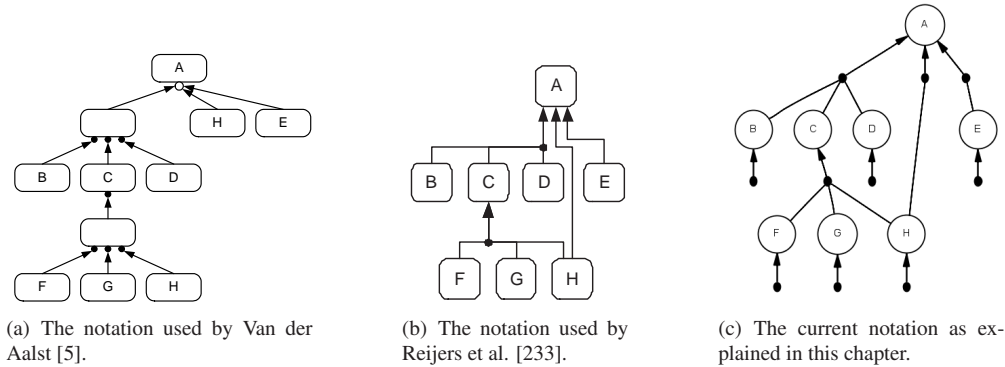 A
H
E
B
C
D
F
G
H
A
B
C
D
E
F
G
H
A
B
C
D
E
F
G
H
(a) The notation used by Van der
Aalst [5].
(b) The notation used by
Reijers et al. [233].
(c) The current notation as ex-
plained in this chapter.